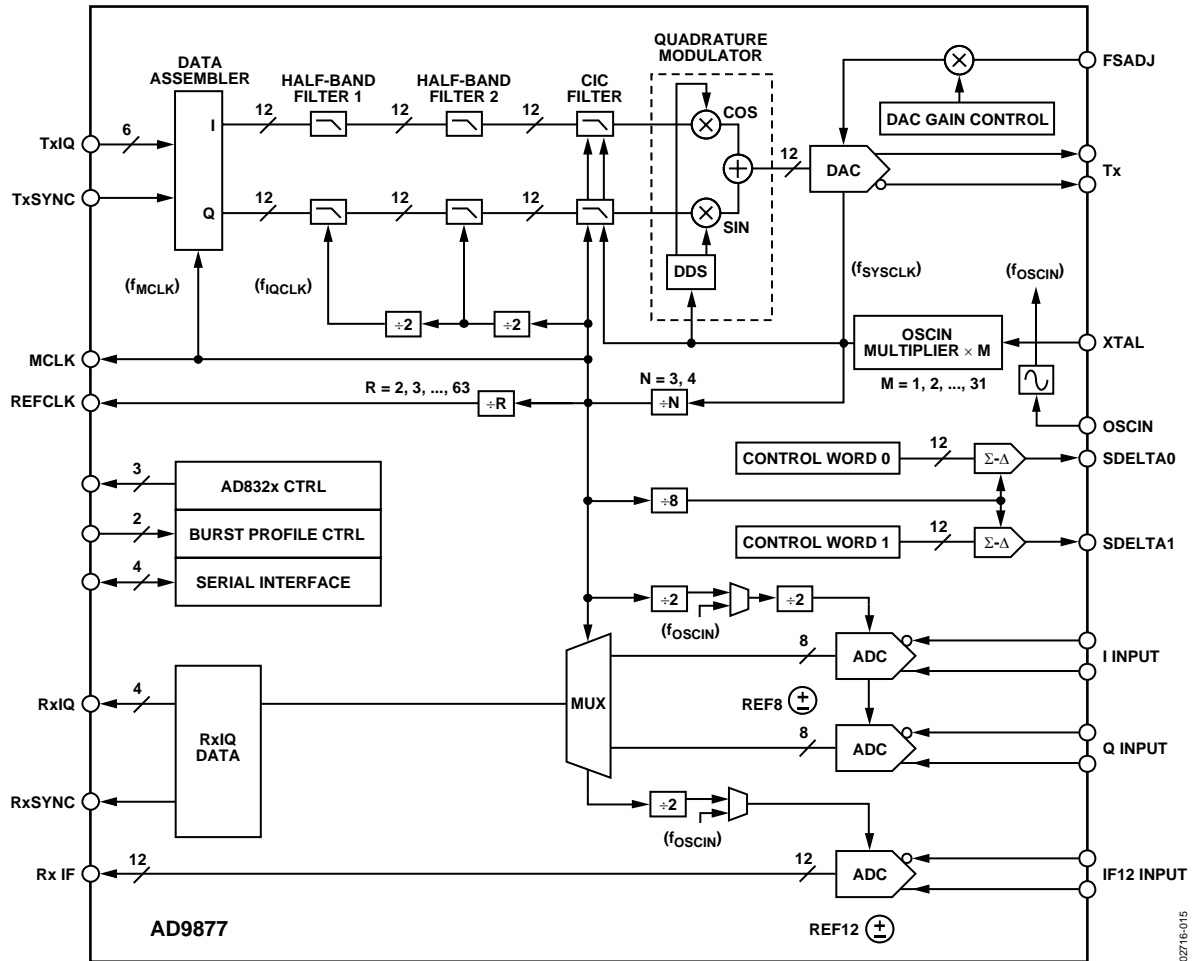 QUADRATURE
MODULATOR
DATA
ASSEMBLER
HALF-BAND
FILTER 1
HALF-BAND
FILTER 2
CIC
FILTER
FSADJ
DAC GAIN CONTROL
TxIQ
6
I
12
12
12
COS
12
DAC
Tx
TxSYNC
Q
12
12
12
SIN
DDS
(fMCLK)
(fIQCLK)
(fSYSCLK)
(fOSCIN)
÷2
÷2
MCLK
OSCIN
MULTIPLIER × M
XTAL
M = 1, 2, ..., 31
REFCLK
R = 2, 3, ..., 63
÷R
N = 3, 4
÷N
OSCIN
3
AD832x CTRL
CONTROL WORD 0
12
Σ-Δ
SDELTA0
÷8
2
BURST PROFILE CTRL
CONTROL WORD 1
12
Σ-Δ
SDELTA1
4
SERIAL INTERFACE
÷2
÷2
(fOSCIN)
8
ADC
I INPUT
MUX
RxIQ
4
RxIQ
DATA
REF8
8
ADC
Q INPUT
RxSYNC
÷2
(fOSCIN)
Rx IF
12
12
ADC
IF12 INPUT
AD9877
REF12
02716-015